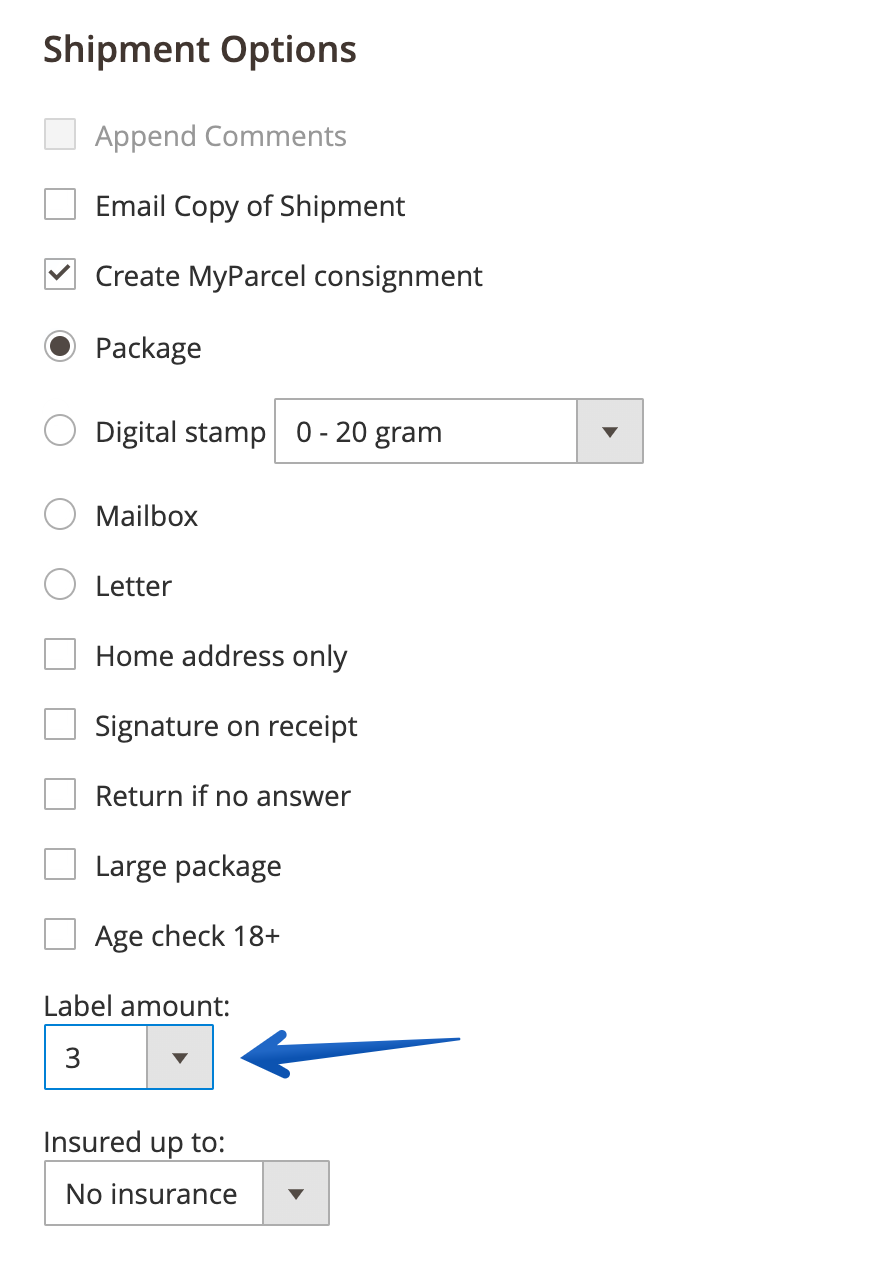 Shipment Options
Append Comments
Email Copy of Shipment
Create MyParcel consignment
Package
Digital stamp 0 - 20 gram
Mailbox
Letter
Home address only
Signature on receipt
Return if no answer
Large package
Age check 18+
Label amount:
3
Insured up to:
No insurance